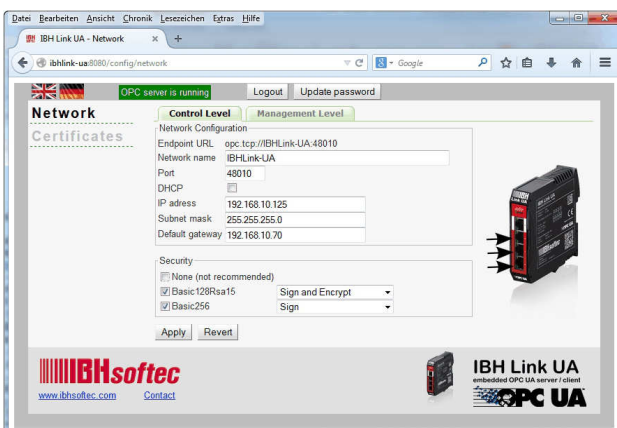 Datei Bearbeiten Ansicht Chronik Lesezeichen Extras Hilfe
IBH Link UA - Network
ibhlink-ua:8080/config/network
Google
OPC server is running
Logout
Update password
Network
Certificates
Control Level
Management Level
Network Configuration
Endpoint URL opc.tcp://IBHLink-UA:48010
Network name IBHLink-UA
Port 48010
DHCP
IP adress 192.168.10.125
Subnet mask 255.255.255.0
Default gateway 192.168.10.70
Security
None (not recommended)
Basic128Rsa15 Sign and Encrypt
Basic256 Sign
Apply Revert
IBHsoftec
www.ibhsoftec.com Contact
IBH Link UA
embedded OPC UA server / client
OPC UA